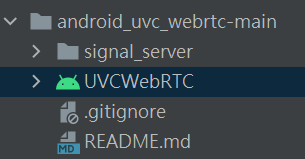 android_uvc_webrtc-main
signal_server
UVCWebRTC
.gitignore
MD README.md